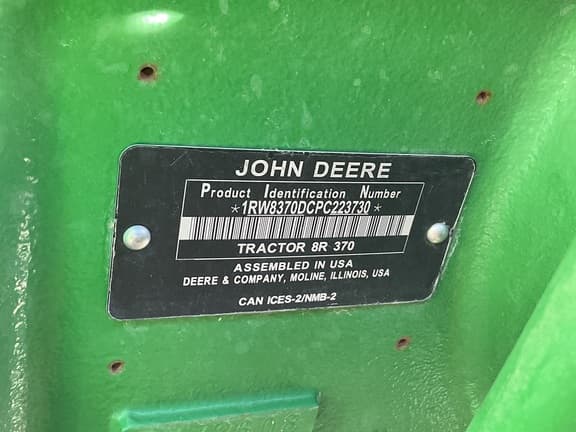 JOHN DEERE
Product Identification Number
*1RW8370DCPC223730*
TRACTOR 8R 370
ASSEMBLED IN USA
DEERE & COMPANY, MOLINE, ILLINOIS, USA
CAN ICES-2/NMB-2